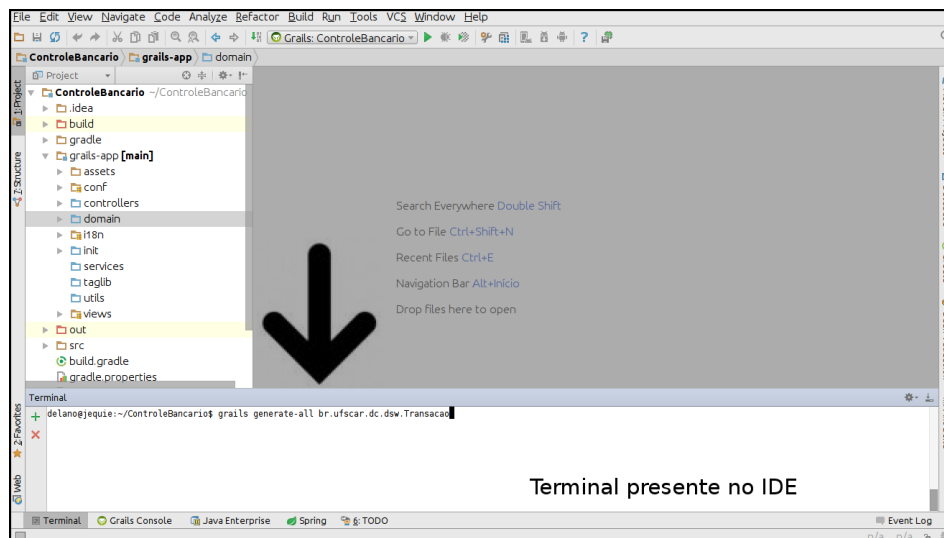 File Edit View Navigate Code Analyze Refactor Build Run Tools VCS Window Help
Grails: ControleBancario
ControleBancario grails-app domain
Project
1: Project
ControleBancario ~/ControleBancario
.idea
build
gradle
grails-app [main]
assets
conf
controllers
domain
i18n
init
services
taglib
utils
views
out
src
build.gradle
gradle.properties
7: Structure
Search Everywhere Double Shift
Go to File Ctrl+Shift+N
Recent Files Ctrl+E
Navigation Bar Alt+Início
Drop files here to open
Terminal
delano@jequie:~/ControleBancario$ grails generate-all br.ufscar.dc.dsw.Transacao
2: Favorites
Web
Terminal presente no IDE
Terminal Grails Console Java Enterprise Spring 6: TODO Event Log
n/a n/a